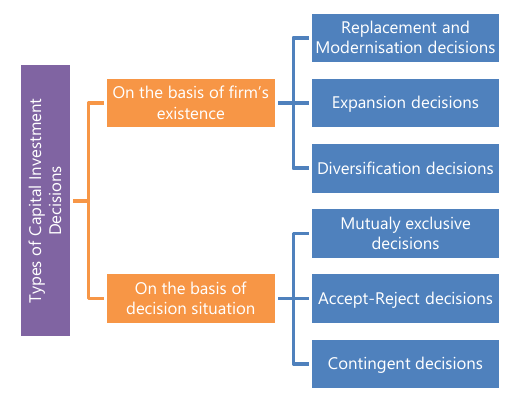 Types of Capital Investment
Decisions
On the basis of firm's
existence
Replacement and
Modernisation decisions
Expansion decisions
Diversification decisions
On the basis of
decision situation
Mutualy exclusive
decisions
Accept-Reject decisions
Contingent decisions